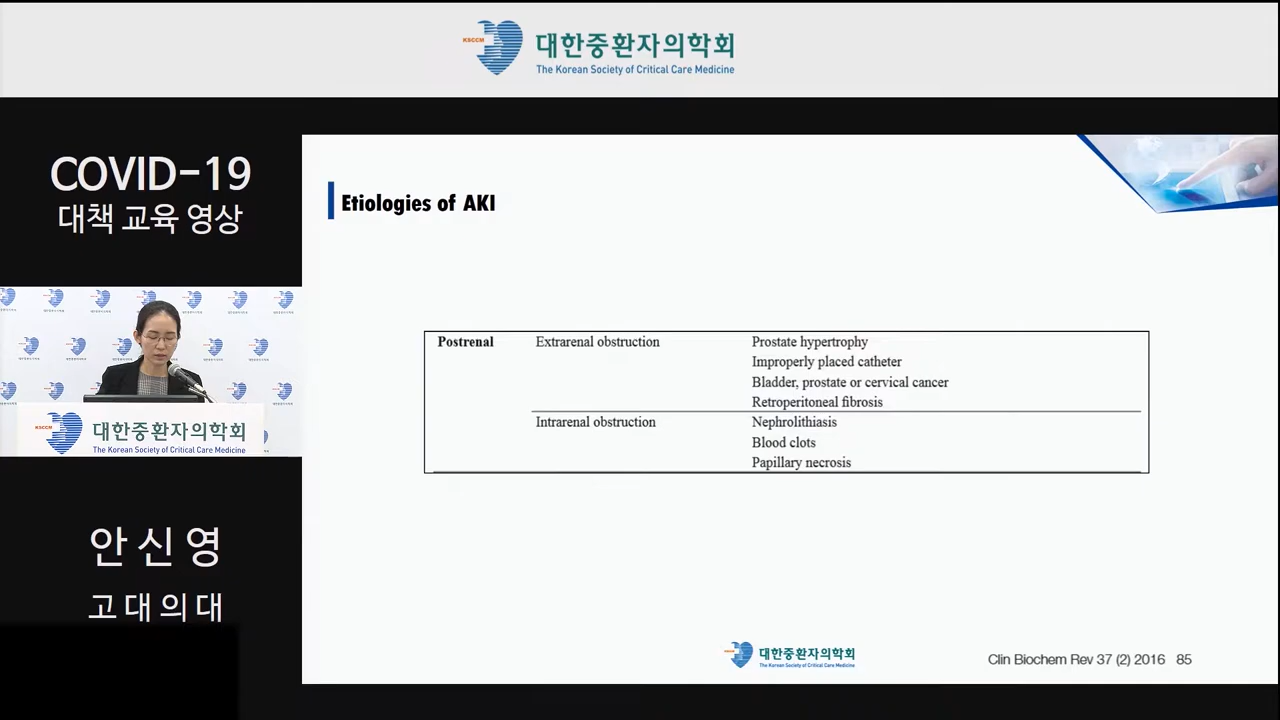 KSCCM
대한중환자의학회
The Korean Society of Critical Care Medicine
COVID-19
대책 교육 영상
KSCCM
대한중환자의학회
The Korean Society of Critical Care Medicine
안신영
고대의대
Etiologies of AKI
Postrenal Extrarenal obstruction Prostate hypertrophy
Improperly placed catheter
Bladder, prostate or cervical cancer
Retroperitoneal fibrosis
Intrarenal obstruction Nephrolithiasis
Blood clots
Papillary necrosis
대한중환자의학회
The Korean Society of Critical Care Medicine
Clin Biochem Rev 37 (2) 2016 85